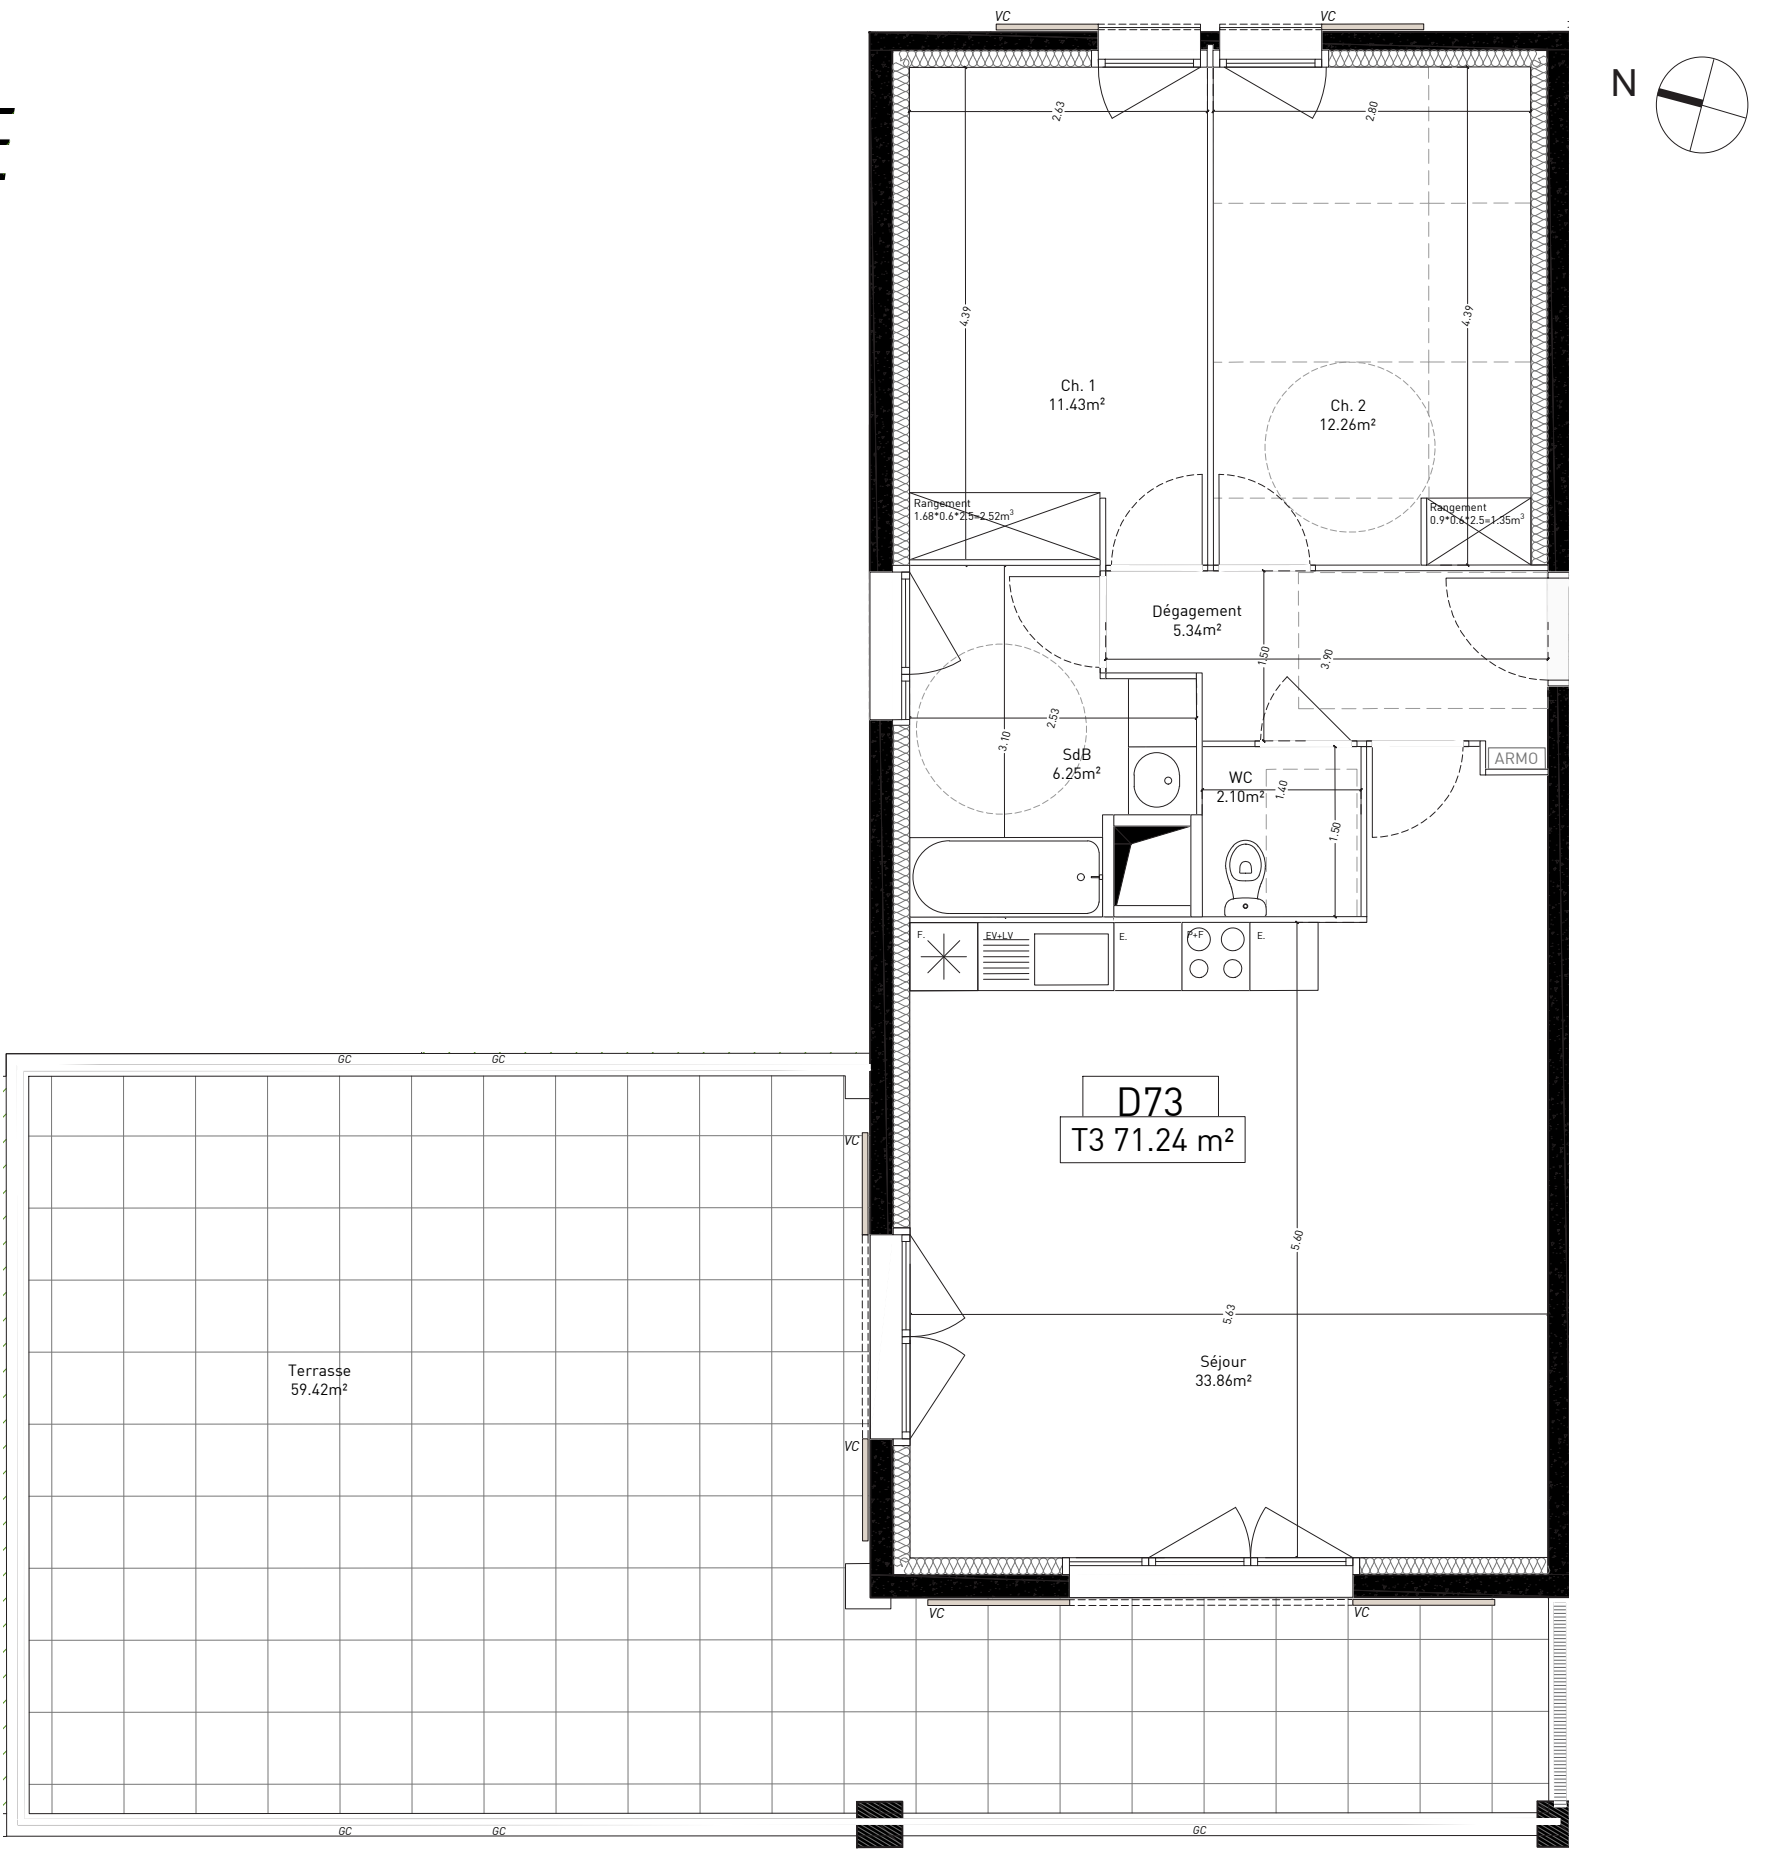 VC
VC
N
2.63
2.80
4.39
4.39
Ch. 1
11.43m²
Ch. 2
12.26m²
Rangement
1.68*0.6*2.5=2.52m³
Rangement
0.9*0.6*2.5=1.35m³
Dégagement
5.34m²
1.50
3.90
2.53
3.10
SdB
6.25m²
ARMO
WC
2.10m²
1.40
1.50
F.
EV+LV
E.
P+F
E.
GC
GC
D73
T3 71.24 m²
VC
5.60
5.63
Terrasse
59.42m²
Séjour
33.86m²
VC
VC
VC
GC
GC
GC